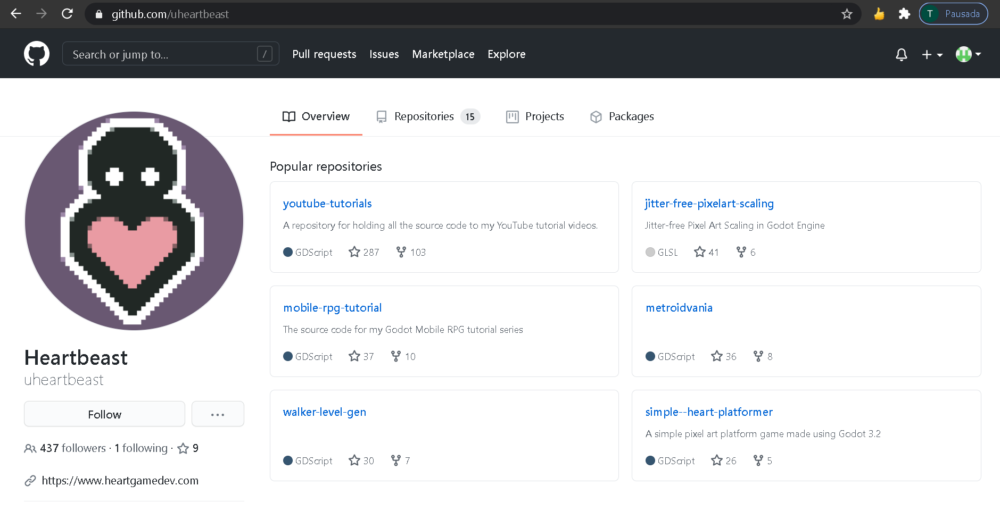 github.com/uheartbeast
T Pausada
Search or jump to... /
Pull requests Issues Marketplace Explore
Overview Repositories 15 Projects Packages
Popular repositories
youtube-tutorials
A repository for holding all the source code to my YouTube tutorial videos.
GDScript 287 103
jitter-free-pixelart-scaling
Jitter-free Pixel Art Scaling in Godot Engine
GLSL 41 6
mobile-rpg-tutorial
The source code for my Godot Mobile RPG tutorial series
GDScript 37 10
metroidvania
GDScript 36 8
walker-level-gen
GDScript 30 7
simple--heart-platformer
A simple pixel art platform game made using Godot 3.2
GDScript 26 5
Heartbeast
uheartbeast
Follow ...
437 followers · 1 following · 9
https://www.heartgamedev.com